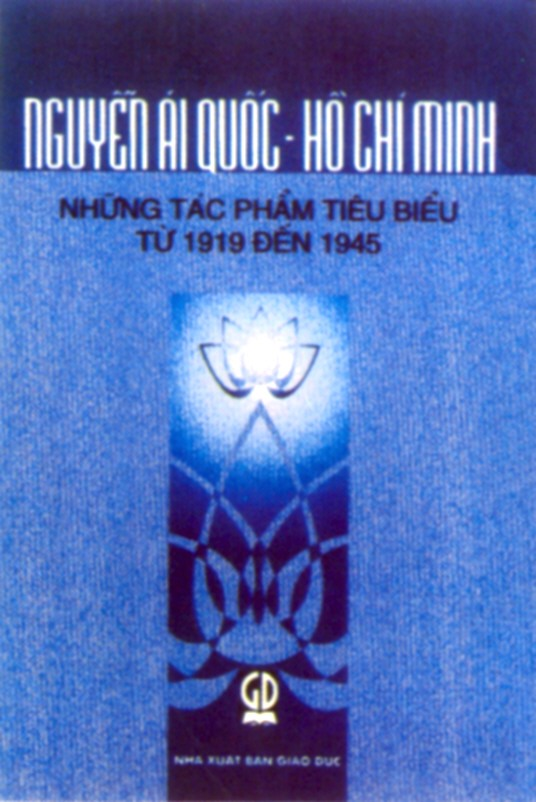 NGUYỄN ÁI QUỐC - HỒ CHÍ MINH
NHỮNG TÁC PHẨM TIÊU BIỂU
TỪ 1919 ĐẾN 1945
GD
NHÀ XUẤT BẢN GIÁO DỤC